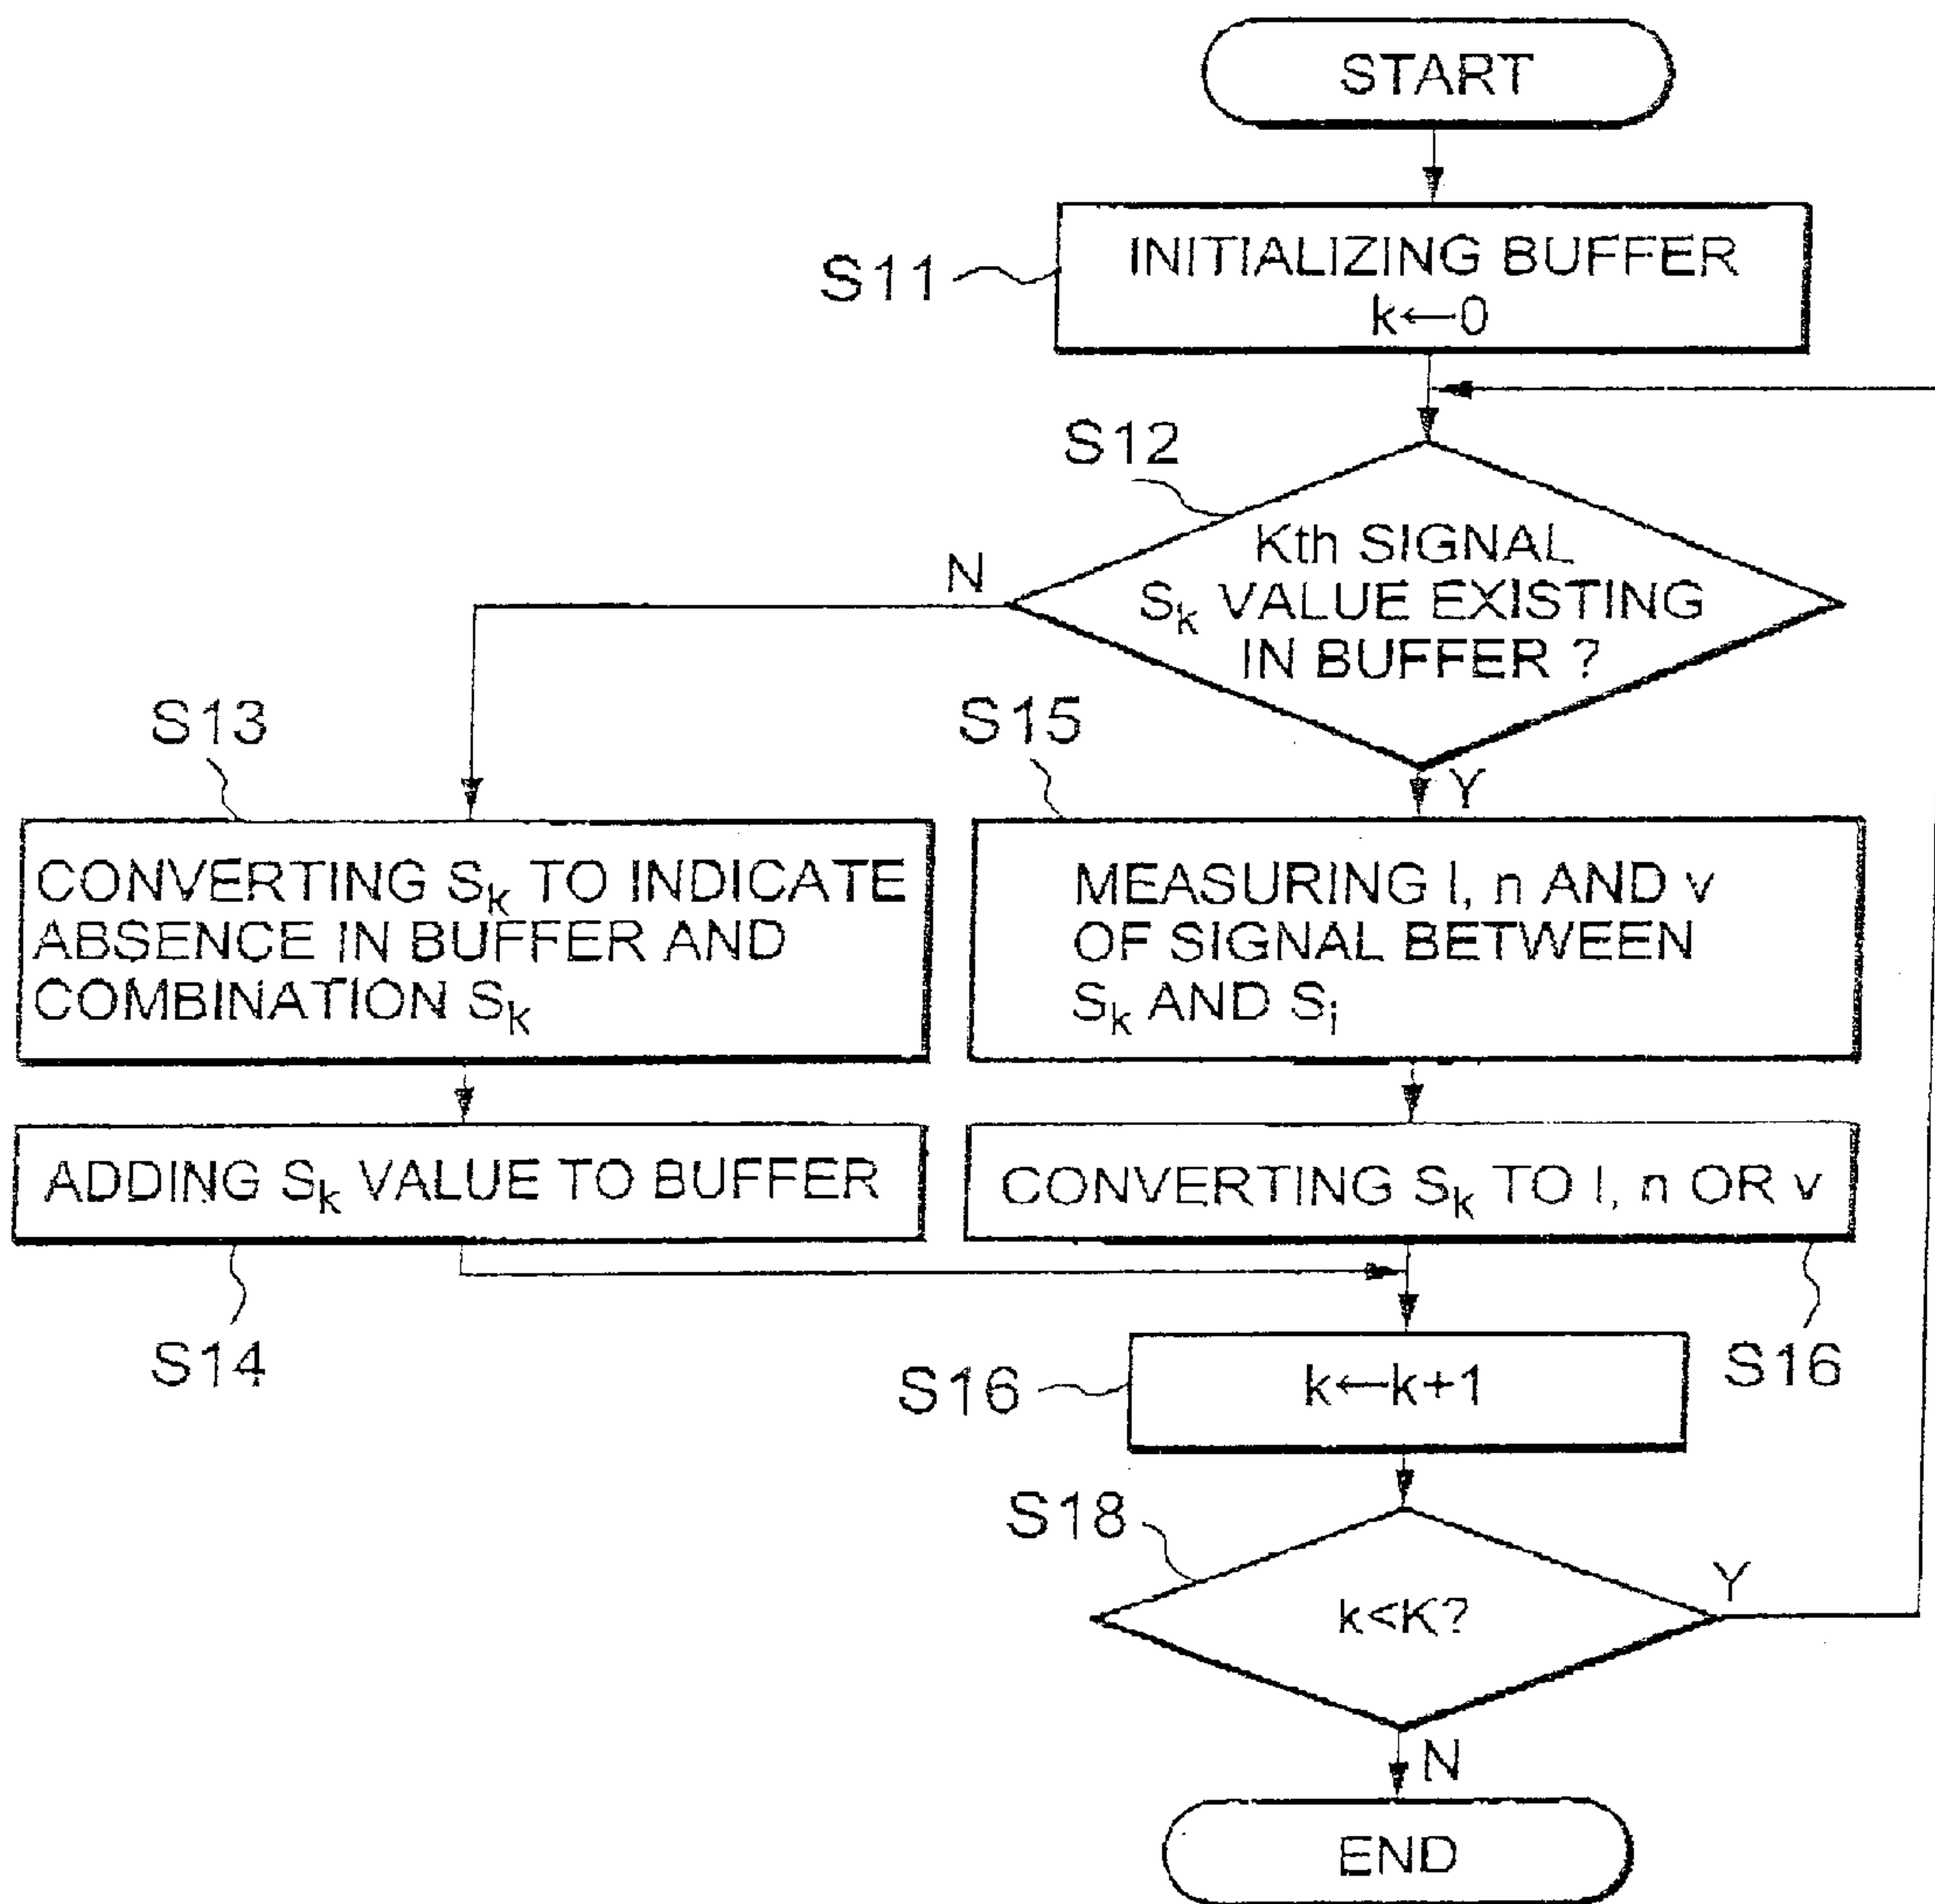 START
S11
INITIALIZING BUFFER
k←0
S12
Kth SIGNAL
Sk VALUE EXISTING
IN BUFFER ?
N
Y
S13
CONVERTING Sk TO INDICATE
ABSENCE IN BUFFER AND
COMBINATION Sk
S15
MEASURING l, n AND v
OF SIGNAL BETWEEN
Sk AND Si
ADDING Sk VALUE TO BUFFER
S14
CONVERTING Sk TO l, n OR v
S16
S16
k←k+1
S18
k<K?
Y
N
END